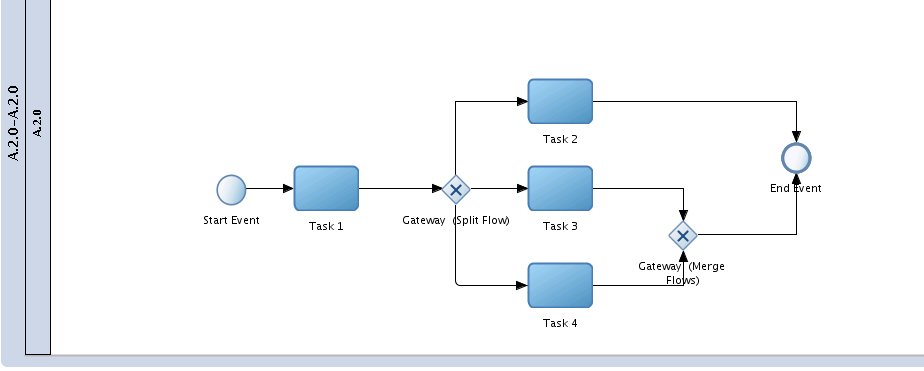 A.2.0-A.2.0
A.2.0
Task 2
Start Event
Task 1
Gateway (Split Flow)
Task 3
End Event
Gateway (Merge
Flows)
Task 4